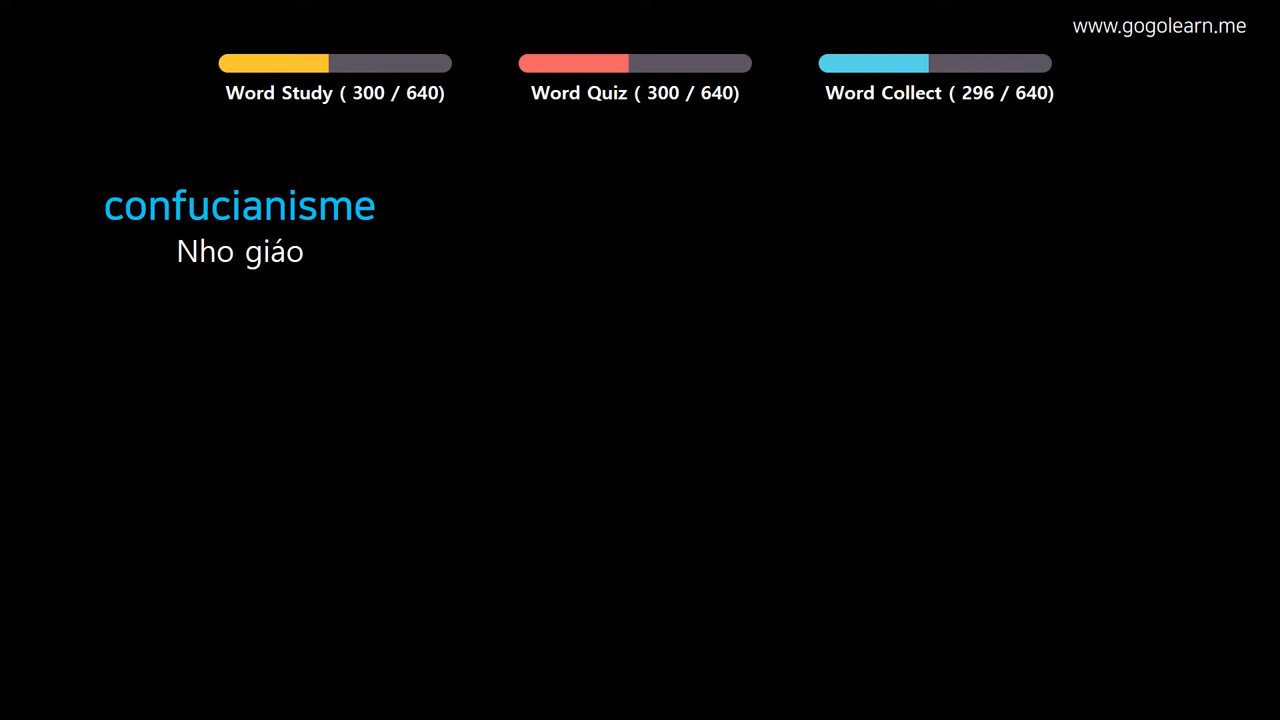 www.gogolearn.me
Word Study ( 300 / 640)
Word Quiz ( 300 / 640)
Word Collect ( 296 / 640)
confucianisme
Nho giáo